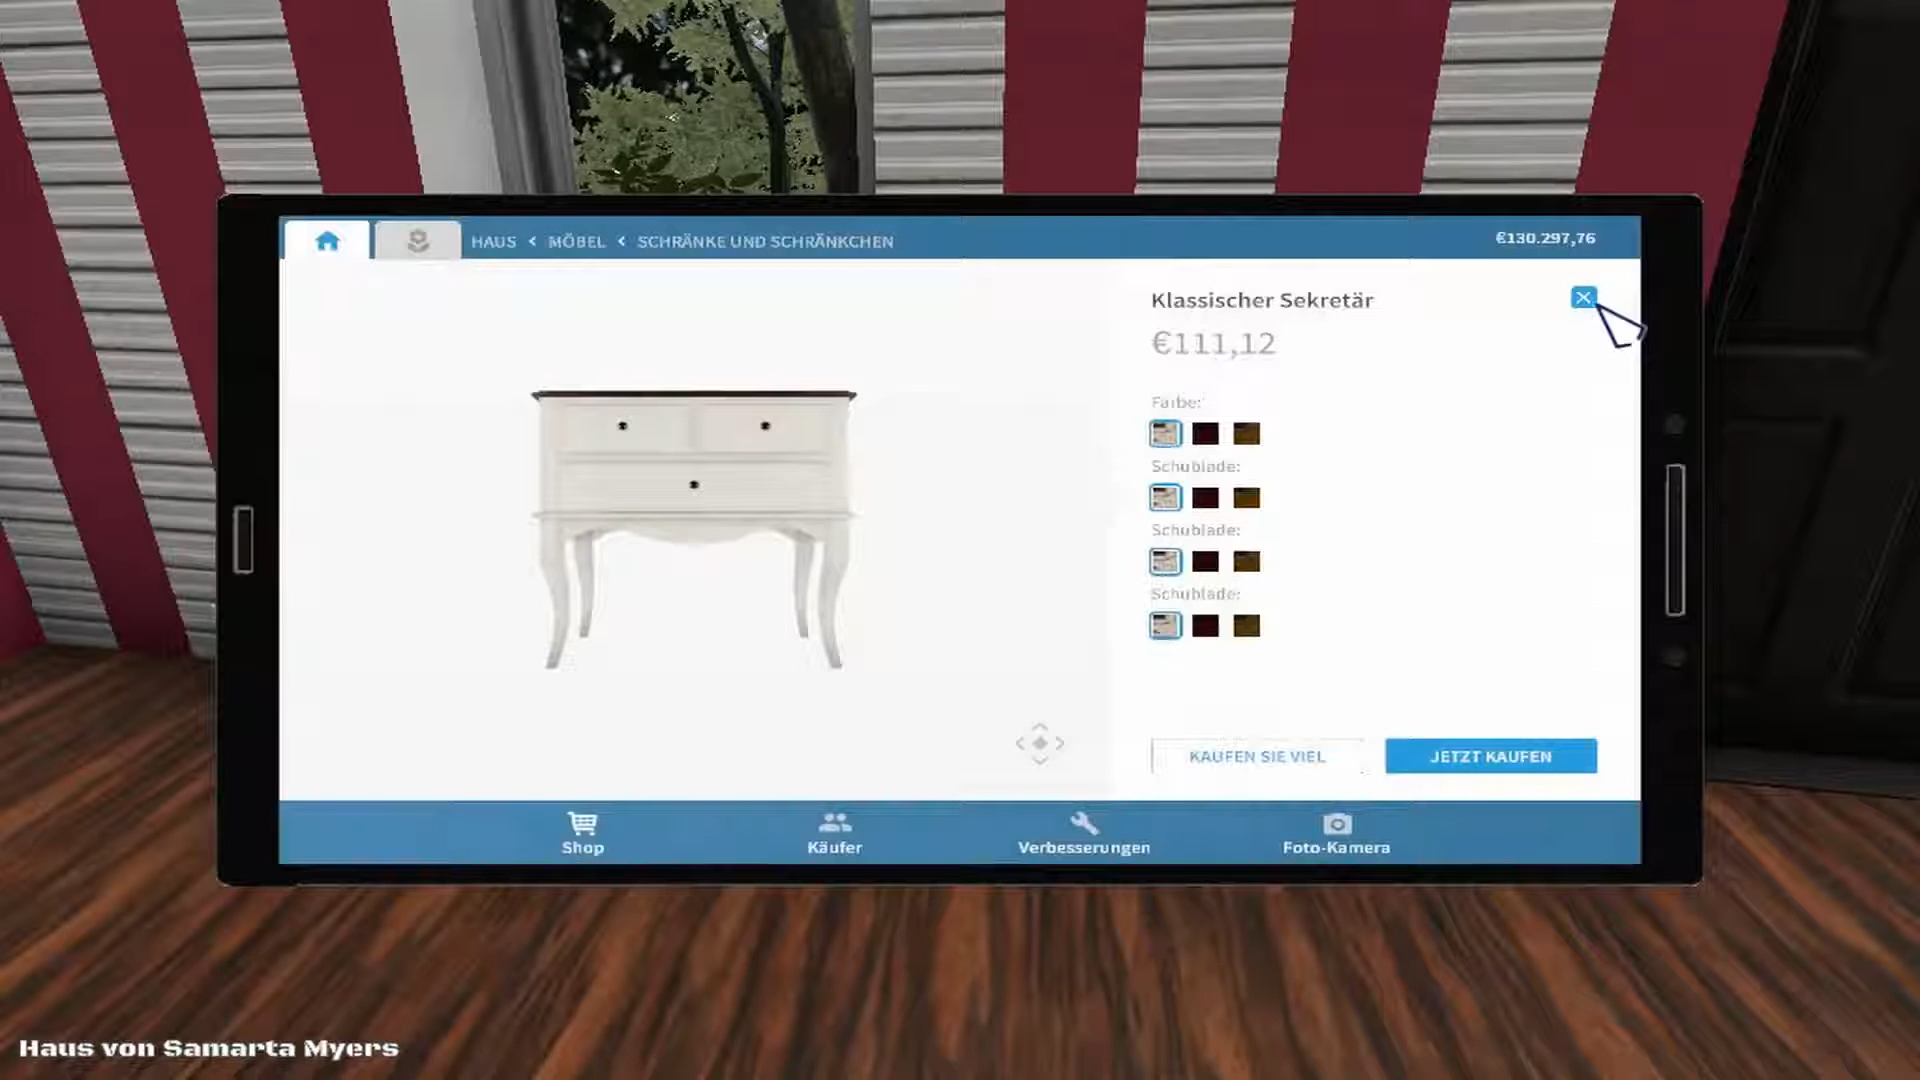 HAUS < MÖBEL < SCHRÄNKE UND SCHRÄNKCHEN
€130.297,76
Klassischer Sekretär
€111,12
Farbe:
Schublade:
Schublade:
Schublade:
KAUFEN SIE VIEL
JETZT KAUFEN
Shop
Käufer
Verbesserungen
Foto-Kamera
Haus von Samarta Myers